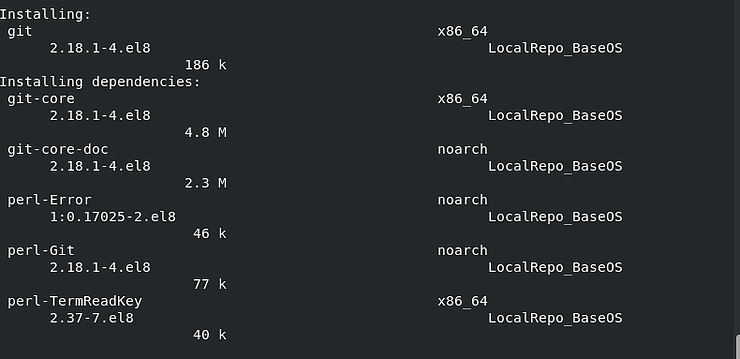 Installing:
git x86_64
2.18.1-4.el8 LocalRepo_BaseOS
186 k
Installing dependencies:
git-core x86_64
2.18.1-4.el8 LocalRepo_BaseOS
4.8 M
git-core-doc noarch
2.18.1-4.el8 LocalRepo_BaseOS
2.3 M
perl-Error noarch
1:0.17025-2.el8 LocalRepo_BaseOS
46 k
perl-Git noarch
2.18.1-4.el8 LocalRepo_BaseOS
77 k
perl-TermReadKey x86_64
2.37-7.el8 LocalRepo_BaseOS
40 k